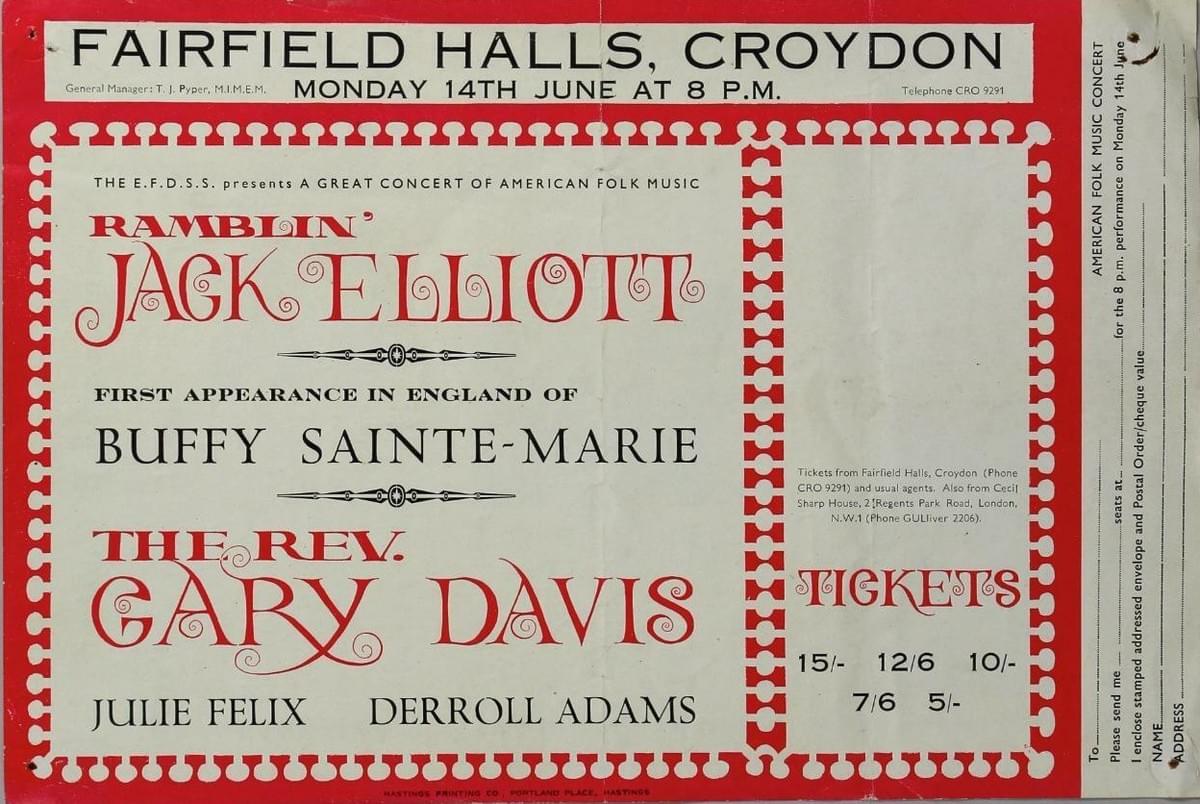 FAIRFIELD HALLS, CROYDON
General Manager: T. J. Pyper, M.I.M.E.M.
MONDAY 14TH JUNE AT 8 P.M.
Telephone CRO 9291
THE E.F.D.S.S. presents A GREAT CONCERT OF AMERICAN FOLK MUSIC
RAMBLIN'
JACK ELLIOTT
FIRST APPEARANCE IN ENGLAND OF
BUFFY SAINTE-MARIE
THE REV.
GARY DAVIS
JULIE FELIX DERROLL ADAMS
Tickets from Fairfield Halls, Croydon (Phone
CRO 9291) and usual agents. Also from Cecil
Sharp House, 2 Regents Park Road, London,
N.W.1 (Phone GULliver 2206).
TICKETS
15/- 12/6 10/-
7/6 5/-
HASTINGS PRINTING CO, PORTLAND PLACE, HASTINGS
AMERICAN FOLK MUSIC CONCERT
To
Please send me seats at for the 8 p.m. performance on Monday 14th June
I enclose stamped addressed envelope and Postal Order/cheque value
NAME
ADDRESS